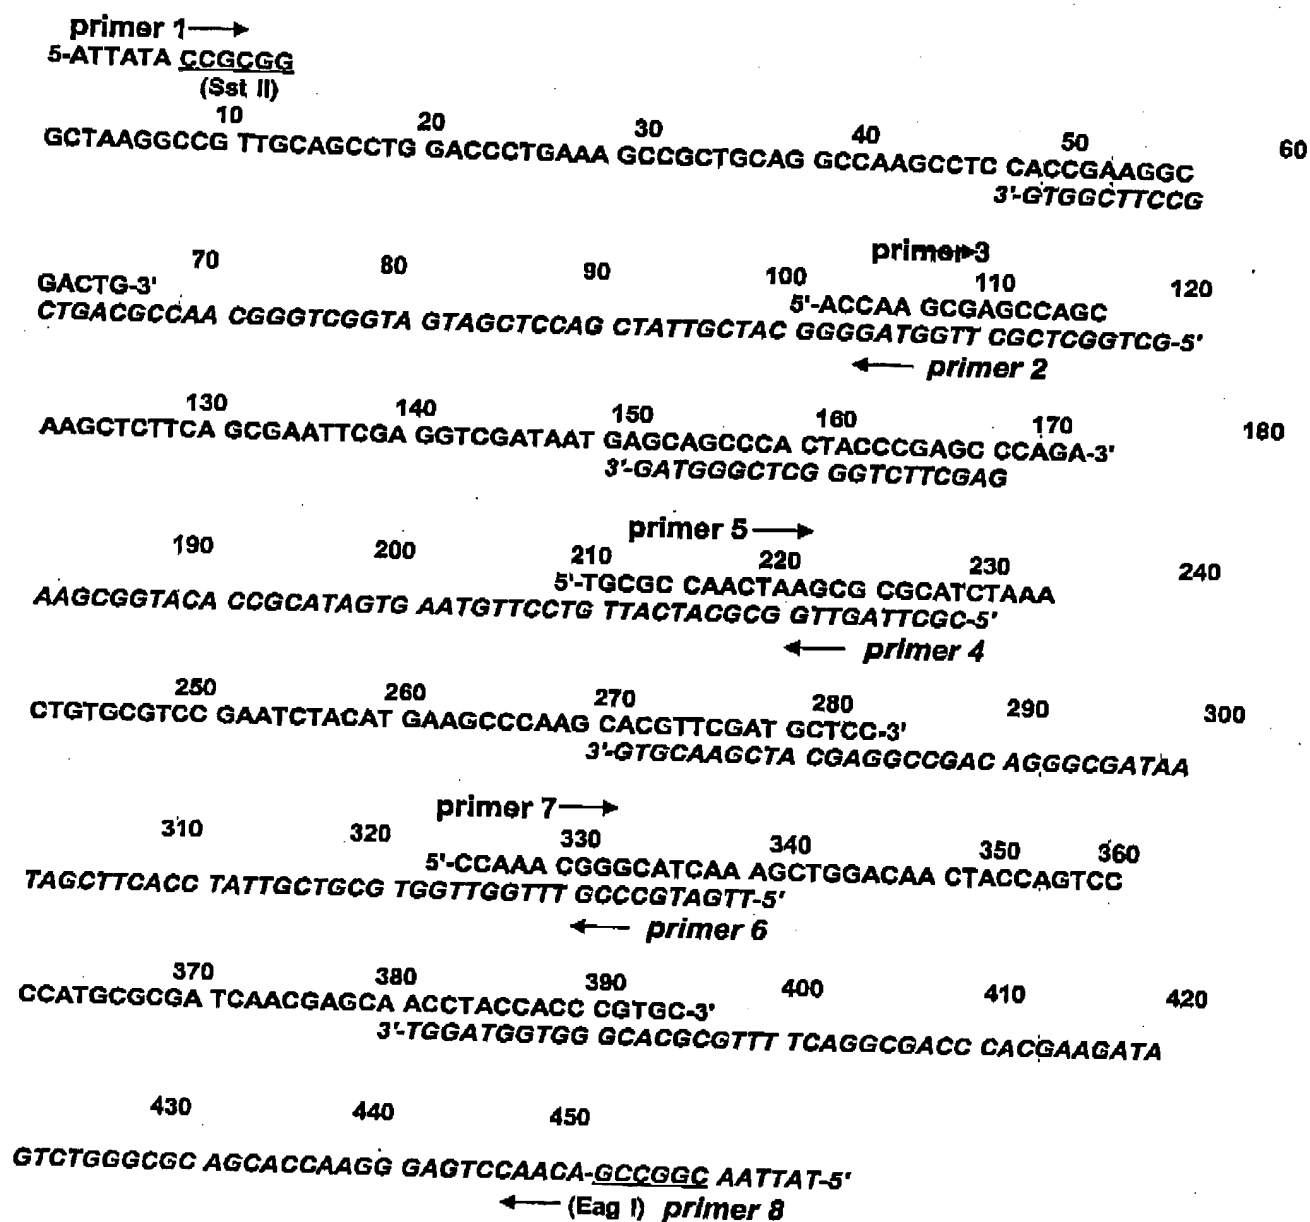 primer 1
5-ATTATA CCGCGG
(Sst II)
10 20 30 40 50 60
GCTAAGGCCG TTGCAGCCTG GACCCTGAAA GCCGCTGCAG GCCAAGCCTC CACCGAAGGC
3'-GTGGCTTCCG
primer3
70 80 90 100 110 120
GACTG-3' 5'-ACCAA GCGAGCCAGC
CTGACGCCAA CGGGTCGGTA GTAGCTCCAG CTATTGCTAC GGGGATGGTT CGCTCGGTCG-5'
primer 2
130 140 150 160 170 180
AAGCTCTTCA GCGAATTCGA GGTCGATAAT GAGCAGCCCA CTACCCGAGC CCAGA-3'
3'-GATGGGCTCG GGTCTTCGAG
primer 5
190 200 210 220 230 240
5'-TGCGC CAACTAAGCG CGCATCTAAA
AAGCGGTACA CCGCATAGTG AATGTTCCTG TTACTACGCG GTTGATTCGC-5'
primer 4
250 260 270 280 290 300
CTGTGCGTCC GAATCTACAT GAAGCCCAAG CACGTTCGAT GCTCC-3'
3'-GTGCAAGCTA CGAGGCCGAC AGGGCGATAA
primer 7
310 320 330 340 350 360
5'-CCAAA CGGGCATCAA AGCTGGACAA CTACCAGTCC
TAGCTTCACC TATTGCTGCG TGGTTGGTTT GCCCGTAGTT-5'
primer 6
370 380 390 400 410 420
CCATGCGCGA TCAACGAGCA ACCTACCACC CGTGC-3'
3'-TGGATGGTGG GCACGCGTTT TCAGGCGACC CACGAAGATA
430 440 450
GTCTGGGCGC AGCACCAAGG GAGTCCAACA-GCCGGC AATTAT-5'
(Eag I) primer 8